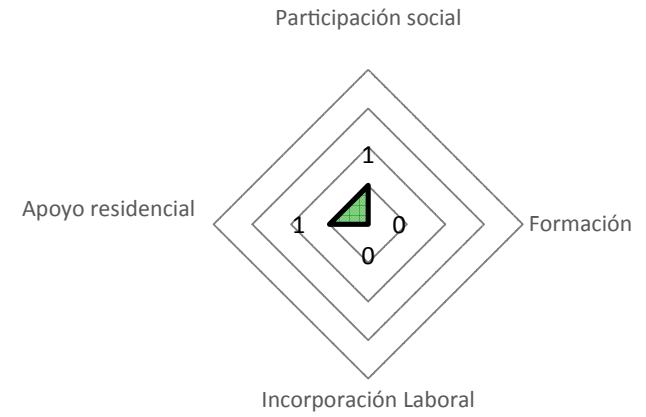 Participación social
1
Apoyo residencial
1
0
Formación
0
Incorporación Laboral